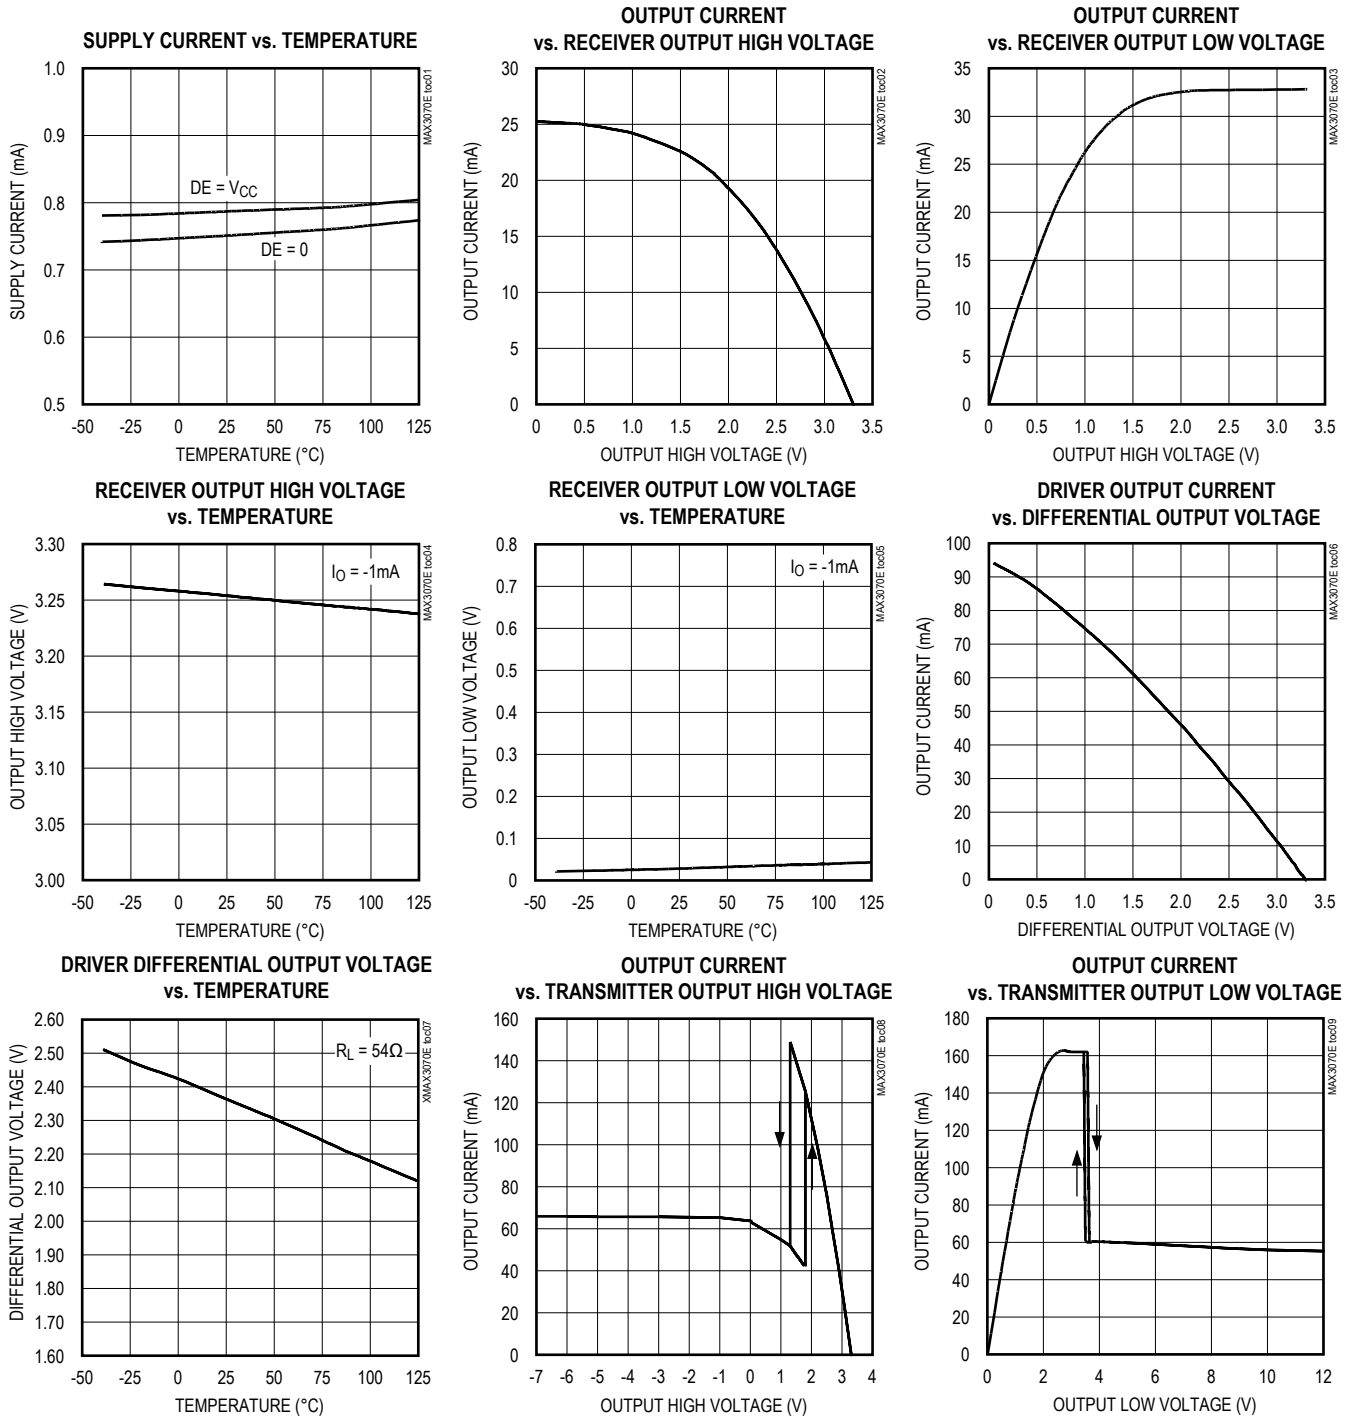 SUPPLY CURRENT vs. TEMPERATURE
MAX3070E toc01
SUPPLY CURRENT (mA)
1.0
0.9
0.8
0.7
0.6
0.5
DE = VCC
DE = 0
-50 -25 0 25 50 75 100 125
TEMPERATURE (°C)
OUTPUT CURRENT
vs. RECEIVER OUTPUT HIGH VOLTAGE
MAX3070E toc02
OUTPUT CURRENT (mA)
30
25
20
15
10
5
0
0 0.5 1.0 1.5 2.0 2.5 3.0 3.5
OUTPUT HIGH VOLTAGE (V)
OUTPUT CURRENT
vs. RECEIVER OUTPUT LOW VOLTAGE
MAX3070E toc03
OUTPUT CURRENT (mA)
35
30
25
20
15
10
5
0
0 0.5 1.0 1.5 2.0 2.5 3.0 3.5
OUTPUT HIGH VOLTAGE (V)
RECEIVER OUTPUT HIGH VOLTAGE
vs. TEMPERATURE
MAX3070E toc04
OUTPUT HIGH VOLTAGE (V)
3.30
3.25
3.20
3.15
3.10
3.05
3.00
IO = -1mA
-50 -25 0 25 50 75 100 125
TEMPERATURE (°C)
RECEIVER OUTPUT LOW VOLTAGE
vs. TEMPERATURE
MAX3070E toc05
OUTPUT LOW VOLTAGE (V)
0.8
0.7
0.6
0.5
0.4
0.3
0.2
0.1
0
IO = -1mA
-50 -25 0 25 50 75 100 125
TEMPERATURE (°C)
DRIVER OUTPUT CURRENT
vs. DIFFERENTIAL OUTPUT VOLTAGE
MAX3070E toc06
OUTPUT CURRENT (mA)
100
90
80
70
60
50
40
30
20
10
0
0 0.5 1.0 1.5 2.0 2.5 3.0 3.5
DIFFERENTIAL OUTPUT VOLTAGE (V)
DRIVER DIFFERENTIAL OUTPUT VOLTAGE
vs. TEMPERATURE
XMAX3070E toc07
DIFFERENTIAL OUTPUT VOLTAGE (V)
2.60
2.50
2.40
2.30
2.20
2.10
2.00
1.90
1.80
1.70
1.60
RL = 54Ω
-50 -25 0 25 50 75 100 125
TEMPERATURE (°C)
OUTPUT CURRENT
vs. TRANSMITTER OUTPUT HIGH VOLTAGE
MAX3070E toc08
OUTPUT CURRENT (mA)
160
140
120
100
80
60
40
20
0
-7 -6 -5 -4 -3 -2 -1 0 1 2 3 4
OUTPUT HIGH VOLTAGE (V)
OUTPUT CURRENT
vs. TRANSMITTER OUTPUT LOW VOLTAGE
MAX3070E toc09
OUTPUT CURRENT (mA)
180
160
140
120
100
80
60
40
20
0
0 2 4 6 8 10 12
OUTPUT LOW VOLTAGE (V)